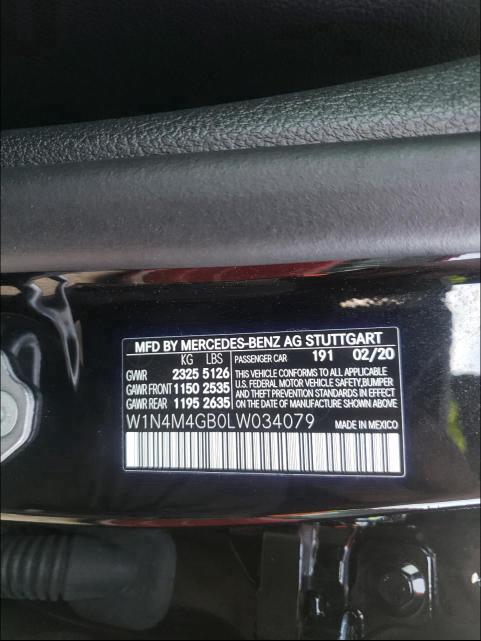 MFD BY MERCEDES-BENZ AG STUTTGART
KG LBS PASSENGER CAR 191 02/20
GVWR 2325 5126 THIS VEHICLE CONFORMS TO ALL APPLICABLE
GAWR FRONT 1150 2535 U.S. FEDERAL MOTOR VEHICLE SAFETY, BUMPER
GAWR REAR 1195 2635 AND THEFT PREVENTION STANDARDS IN EFFECT
ON THE DATE OF MANUFACTURE SHOWN ABOVE.
W1N4M4GB0LW034079 MADE IN MEXICO